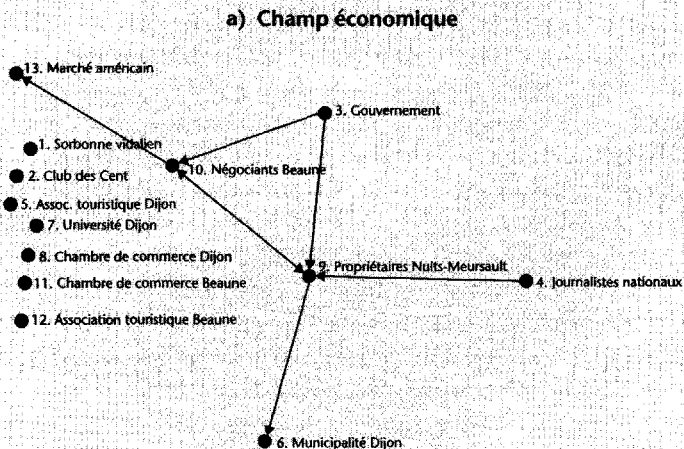 a) Champ économique
13. Marché américain
3. Gouvernement
1. Sorbonne vidalien
10. Négociants Beaune
2. Club des Cent
5. Assoc. touristique Dijon
7. Université Dijon
8. Chambre de commerce Dijon
9. Propriétaires Nuits-Meursault
11. Chambre de commerce Beaune
4. Journalistes nationaux
12. Association touristique Beaune
6. Municipalité Dijon